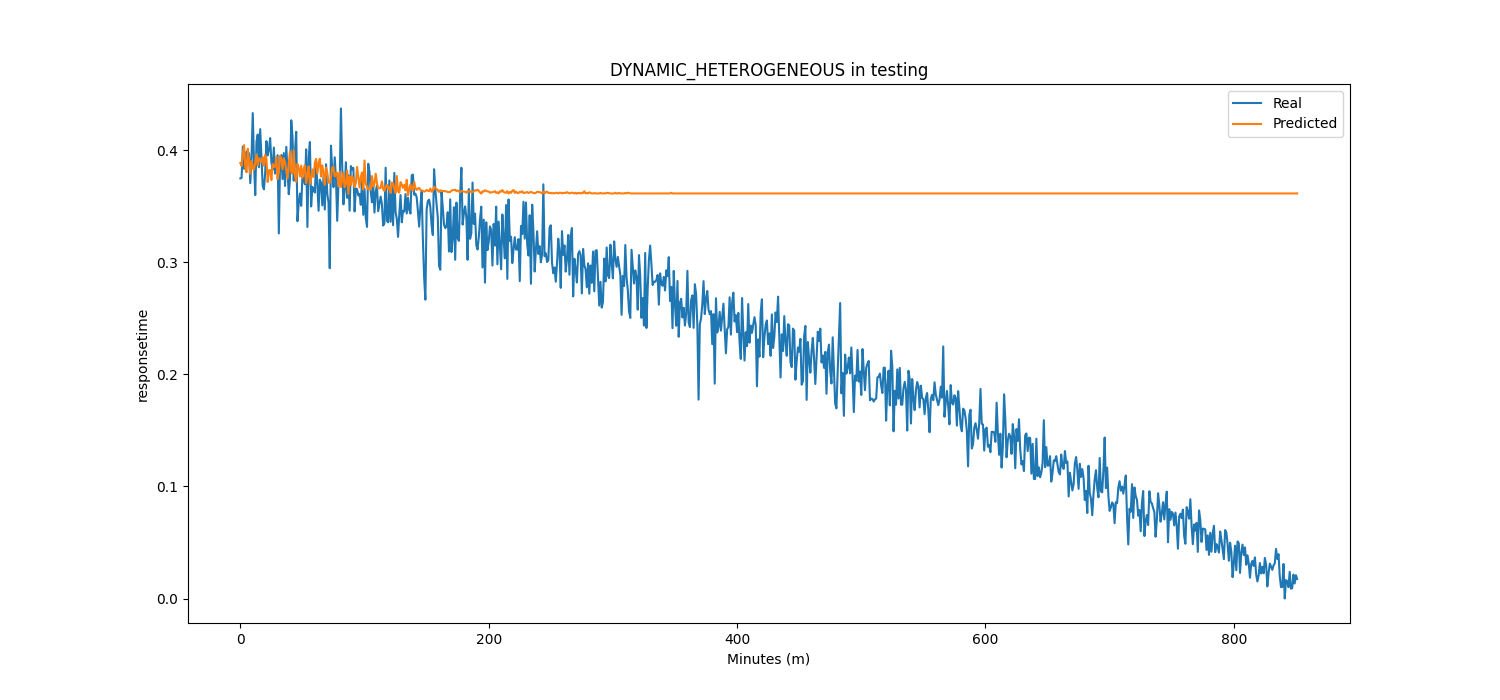 DYNAMIC_HETEROGENEOUS in testing
Real
Predicted
0.4
0.3
0.2
0.1
0.0
responsetime
0 200 400 600 800
Minutes (m)